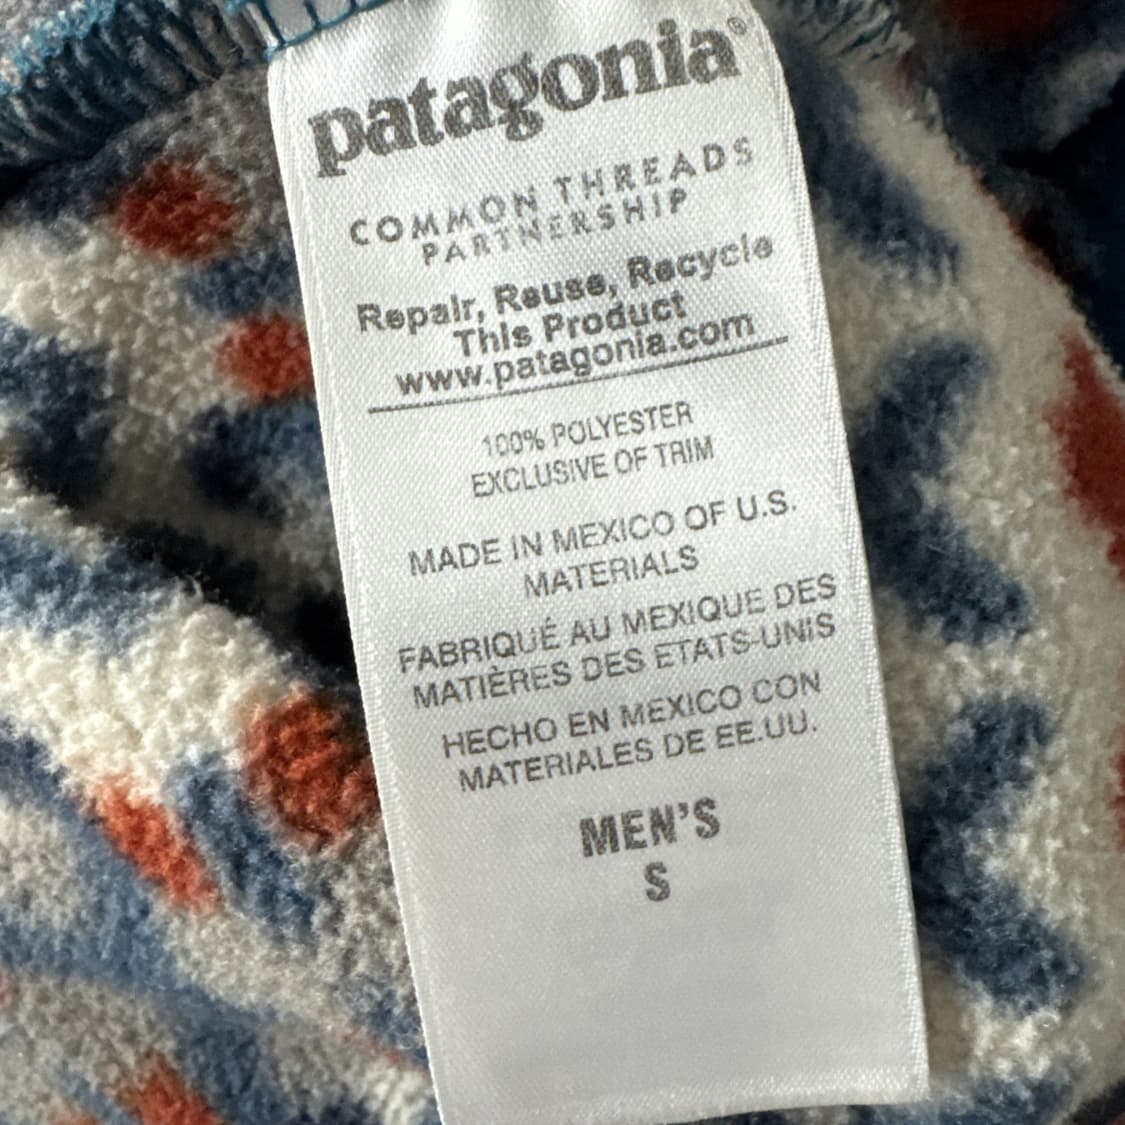 patagonia®
COMMON THREADS
PARTNERSHIP
Repair, Reuse, Recycle
This Product
www.patagonia.com
100% POLYESTER
EXCLUSIVE OF TRIM
MADE IN MEXICO OF U.S.
MATERIALS
FABRIQUÉ AU MEXIQUE DES
MATIÈRES DES ETATS-UNIS
HECHO EN MEXICO CON
MATERIALES DE EE.UU.
MEN'S
S